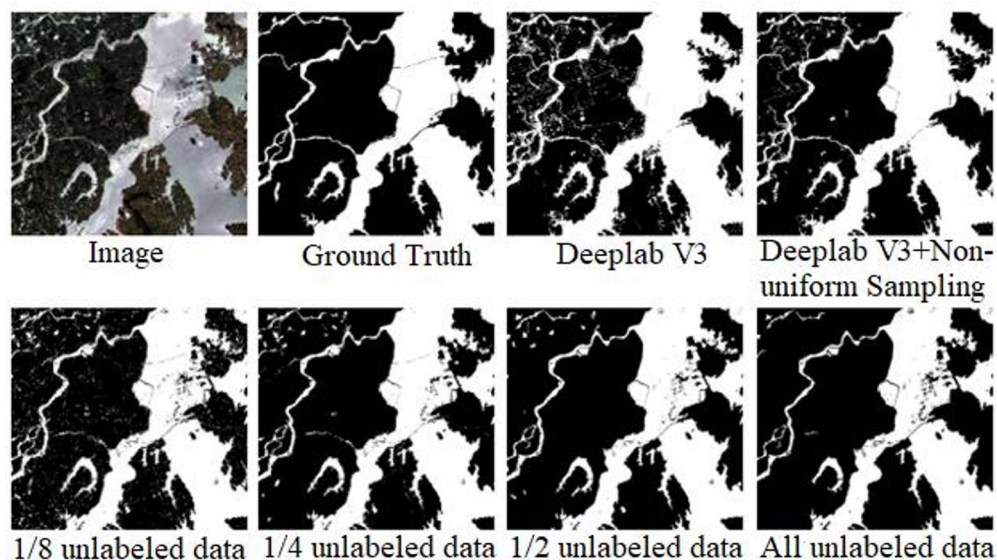 Image
Ground Truth
Deeplab V3
Deeplab V3+Non-
uniform Sampling
1/8 unlabeled data
1/4 unlabeled data
1/2 unlabeled data
All unlabeled data